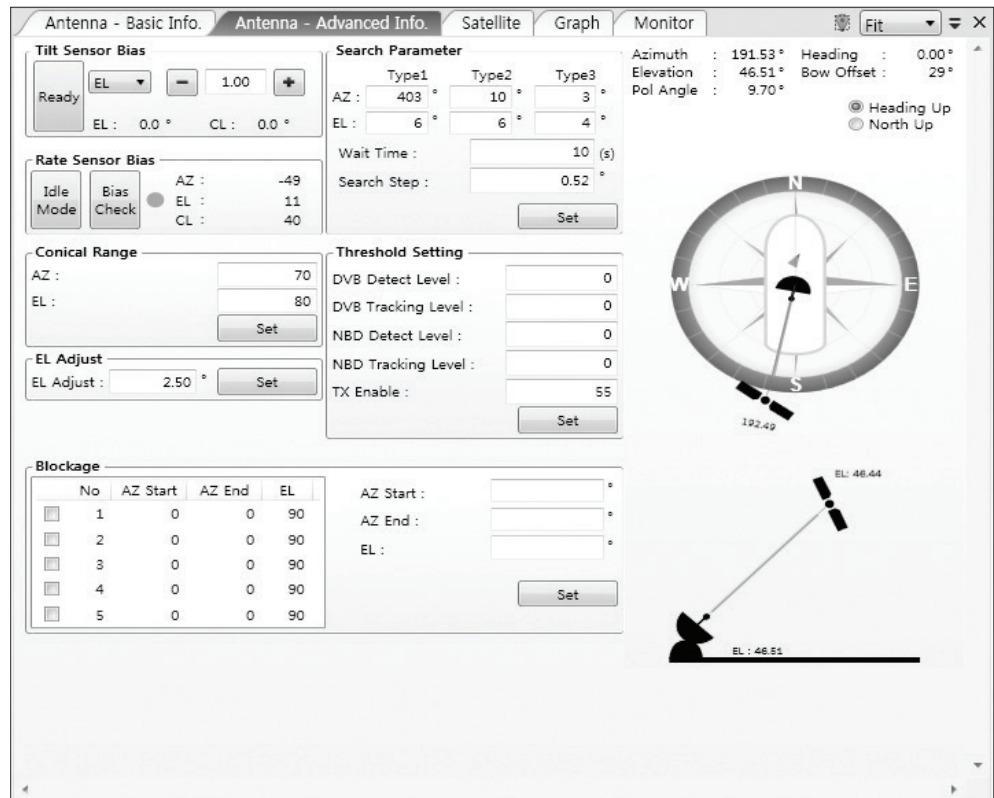 Antenna - Basic Info. Antenna - Advanced Info. Satellite Graph Monitor Fit
Tilt Sensor Bias
Ready EL 1.00
EL : 0.0 ° CL : 0.0 °
Rate Sensor Bias
Idle Mode Bias Check
AZ : -49
EL : 11
CL : 40
Conical Range
AZ : 70
EL : 80
Set
EL Adjust
EL Adjust : 2.50 ° Set
Search Parameter
Type1 Type2 Type3
AZ : 403 ° 10 ° 3 °
EL : 6 ° 6 ° 4 °
Wait Time : 10 (s)
Search Step : 0.52 °
Set
Threshold Setting
DVB Detect Level : 0
DVB Tracking Level : 0
NBD Detect Level : 0
NBD Tracking Level : 0
TX Enable : 55
Set
Blockage
No AZ Start AZ End EL
1 0 0 90
2 0 0 90
3 0 0 90
4 0 0 90
5 0 0 90
AZ Start : °
AZ End : °
EL : °
Set
Azimuth : 191.53 ° Heading : 0.00 °
Elevation : 46.51 ° Bow Offset : 29 °
Pol Angle : 9.70 °
Heading Up
North Up
N
W E
S
192.49
EL: 46.44
EL : 46.51